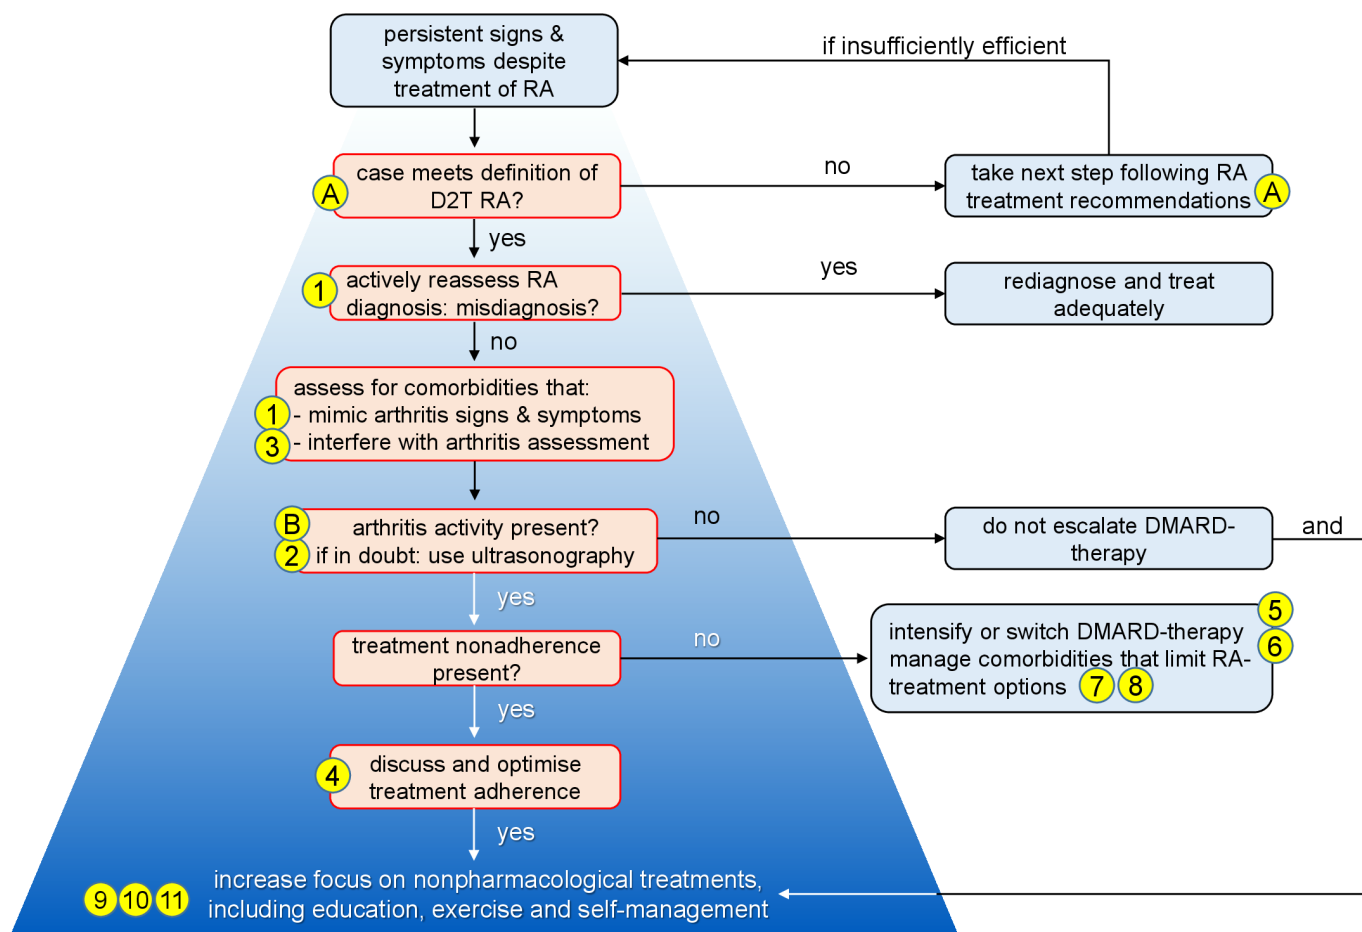 persistent signs &
symptoms despite
treatment of RA
if insufficiently efficient
A
case meets definition of
D2T RA?
no
take next step following RA
treatment recommendations
A
yes
1
actively reassess RA
diagnosis: misdiagnosis?
yes
rediagnose and treat
adequately
no
assess for comorbidities that:
1
- mimic arthritis signs & symptoms
3
- interfere with arthritis assessment
B
arthritis activity present?
2
if in doubt: use ultrasonography
no
do not escalate DMARD-
therapy
and
yes
treatment nonadherence
present?
no
5
intensify or switch DMARD-therapy
6
manage comorbidities that limit RA-
treatment options
7 8
yes
4
discuss and optimise
treatment adherence
yes
9 10 11
increase focus on nonpharmacological treatments,
including education, exercise and self-management